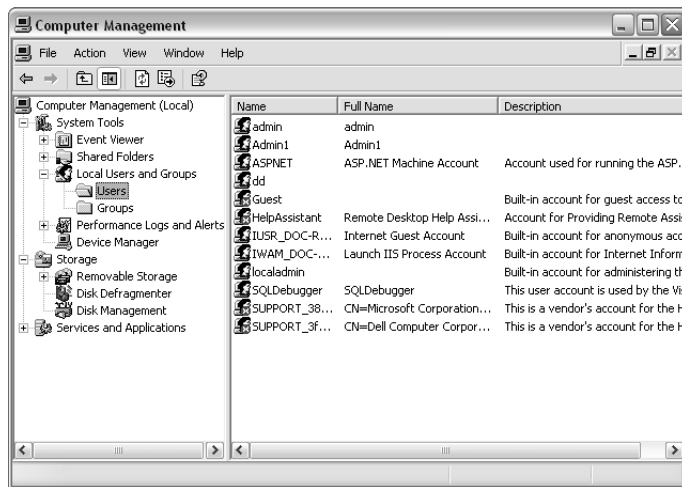 Computer Management
File Action View Window Help
Computer Management (Local)
System Tools
Event Viewer
Shared Folders
Local Users and Groups
Users
Groups
Performance Logs and Alerts
Device Manager
Storage
Removable Storage
Disk Defragmenter
Disk Management
Services and Applications
Name Full Name Description
admin admin
Admin1 Admin1
ASPNET ASP.NET Machine Account Account used for running the ASP.
dd
Guest Built-in account for guest access to
HelpAssistant Remote Desktop Help Assi... Account for Providing Remote Assi
IUSR_DOC-R... Internet Guest Account Built-in account for anonymous acc
IWAM_DOC-... Launch IIS Process Account Built-in account for Internet Inform
localadmin Built-in account for administering th
SQLDebugger SQLDebugger This user account is used by the Vi
SUPPORT_38... CN=Microsoft Corporation... This is a vendor's account for the H
SUPPORT_3f... CN=Dell Computer Corpor... This is a vendor's account for the H